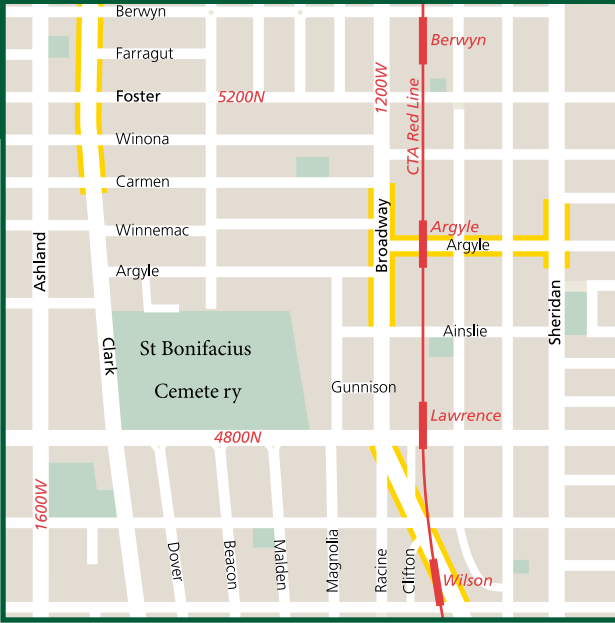 Berwyn
Berwyn
Farragut
Foster
5200N
1200W
CTA Red Line
Winona
Carmen
Winnemac
Argyle
Argyle
Argyle
Broadway
Ashland
Sheridan
Ainslie
Clark
St Bonifacius
Cemete ry
Gunnison
Lawrence
4800N
1600W
Dover
Beacon
Malden
Magnolia
Racine
Clifton
Wilson